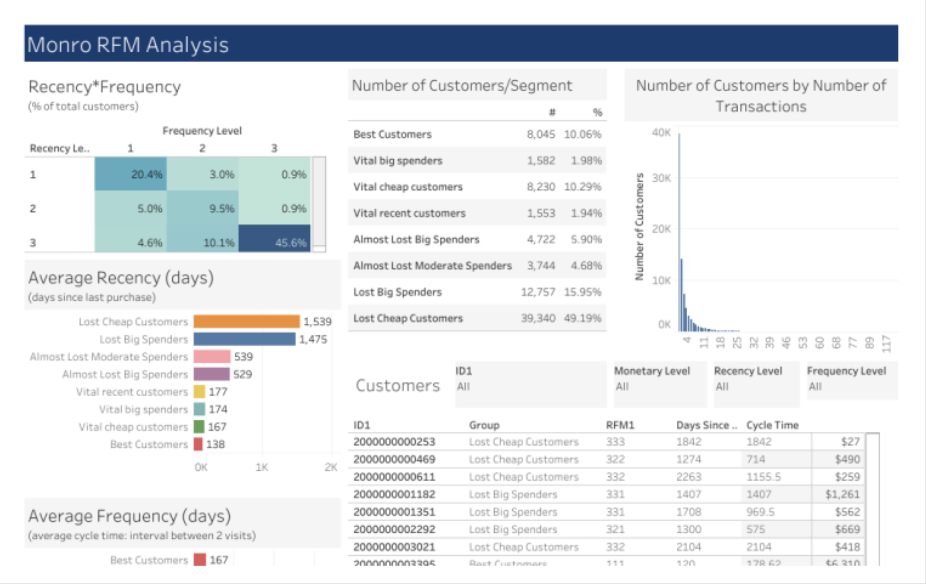 Monro RFM Analysis
Recency*Frequency
(% of total customers)
Frequency Level
Recency Le.. 1 2 3
1 20.4% 3.0% 0.9%
2 5.0% 9.5% 0.9%
3 4.6% 10.1% 45.6%
Average Recency (days)
(days since last purchase)
Lost Cheap Customers 1,539
Lost Big Spenders 1,475
Almost Lost Moderate Spenders 539
Almost Lost Big Spenders 529
Vital recent customers 177
Vital big spenders 174
Vital cheap customers 167
Best Customers 138
0K 1K 2K
Average Frequency (days)
(average cycle time: interval between 2 visits)
Best Customers 167
Number of Customers/Segment
# %
Best Customers 8,045 10.06%
Vital big spenders 1,582 1.98%
Vital cheap customers 8,230 10.29%
Vital recent customers 1,553 1.94%
Almost Lost Big Spenders 4,722 5.90%
Almost Lost Moderate Spenders 3,744 4.68%
Lost Big Spenders 12,757 15.95%
Lost Cheap Customers 39,340 49.19%
Number of Customers by Number of
Transactions
Number of Customers
40K
30K
20K
10K
0K
4 11 18 25 32 39 46 53 60 68 77 89 117
Customers
ID1 Monetary Level Recency Level Frequency Level
All All All All
ID1 Group RFM1 Days Since .. Cycle Time
2000000000253 Lost Cheap Customers 333 1842 1842 $27
2000000000469 Lost Cheap Customers 322 1274 714 $490
2000000000611 Lost Cheap Customers 332 2263 1155.5 $259
2000000001182 Lost Big Spenders 331 1407 1407 $1,261
2000000001351 Lost Big Spenders 331 1708 969.5 $562
2000000002292 Lost Big Spenders 321 1300 575 $669
2000000003021 Lost Cheap Customers 332 2104 2104 $418
2000000003395 Best Customers 111 120 178.62 $6,310